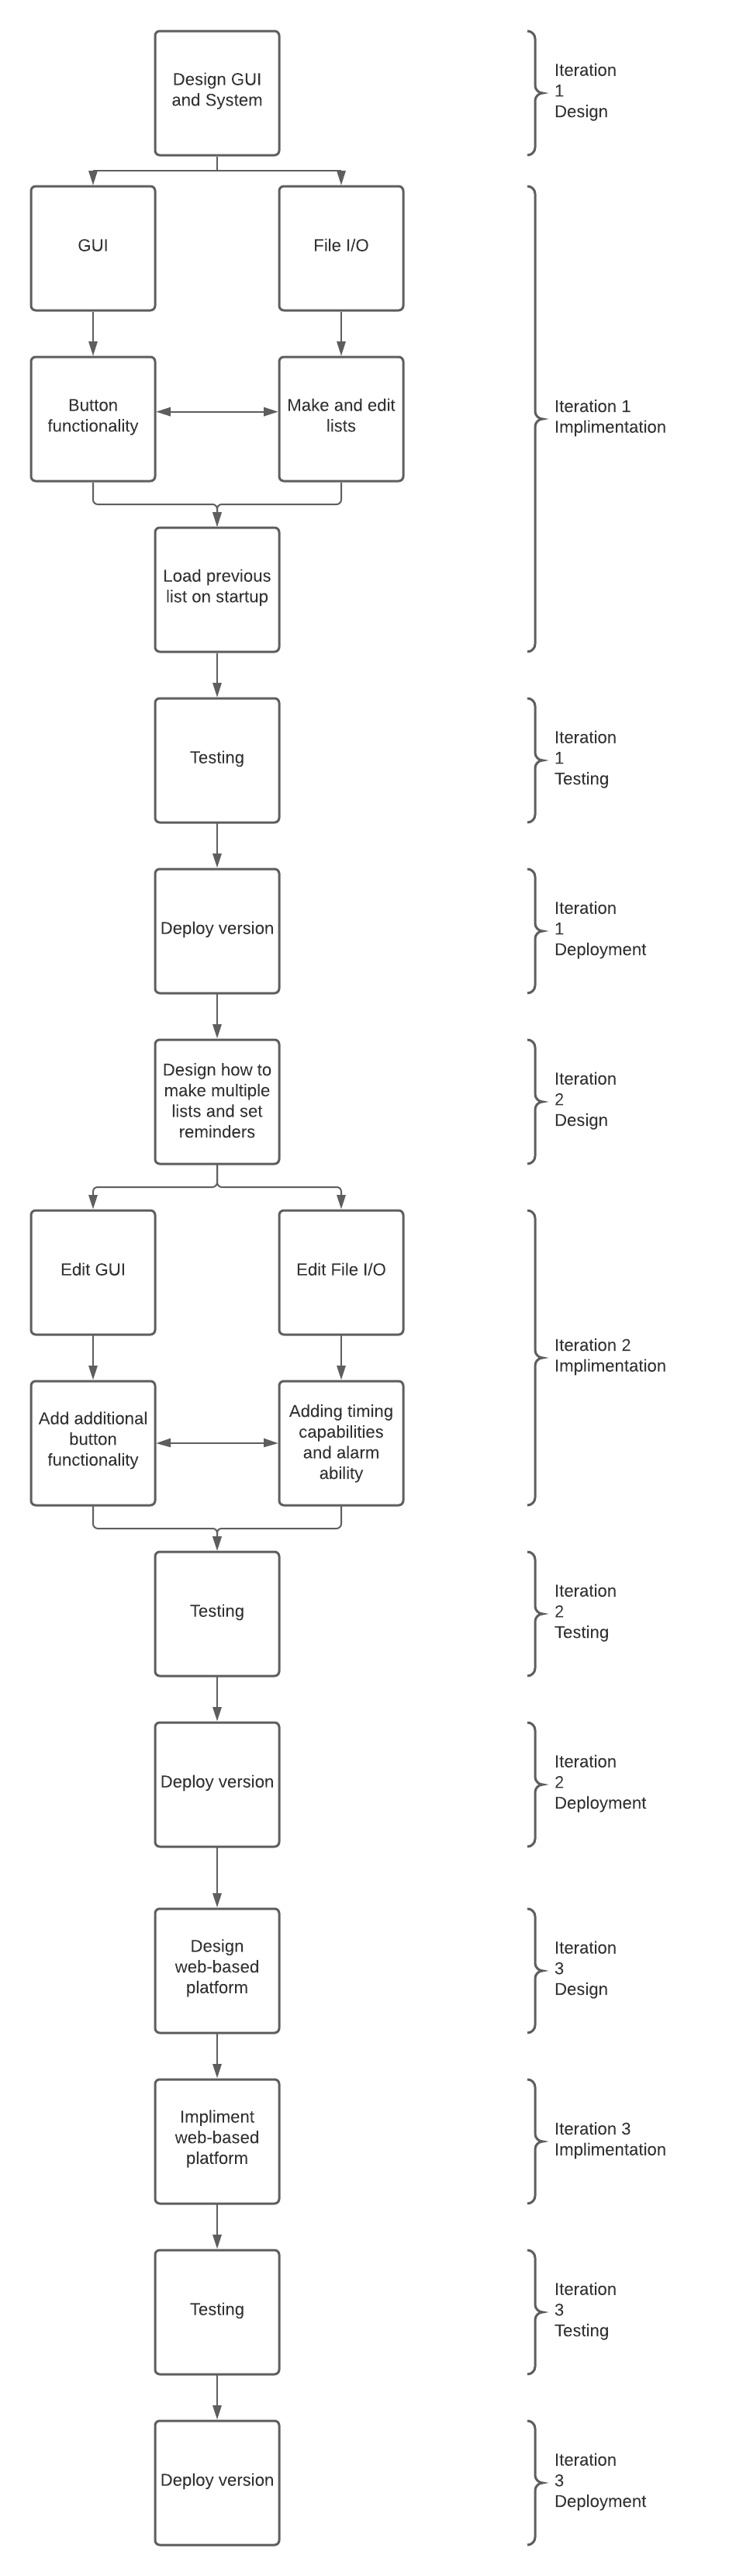 Design GUI
and System
Iteration
1
Design
GUI
File I/O
Button
functionality
Make and edit
lists
Iteration 1
Implimentation
Load previous
list on startup
Testing
Iteration
1
Testing
Deploy version
Iteration
1
Deployment
Design how to
make multiple
lists and set
reminders
Iteration
2
Design
Edit GUI
Edit File I/O
Iteration 2
Implimentation
Add additional
button
functionality
Adding timing
capabilities
and alarm
ability
Testing
Iteration
2
Testing
Deploy version
Iteration
2
Deployment
Design
web-based
platform
Iteration
3
Design
Impliment
web-based
platform
Iteration 3
Implimentation
Testing
Iteration
3
Testing
Deploy version
Iteration
3
Deployment